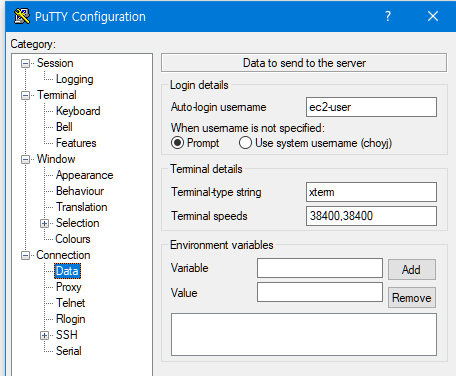 PuTTY Configuration
Category:
Session
Logging
Terminal
Keyboard
Bell
Features
Window
Appearance
Behaviour
Translation
Selection
Colours
Connection
Data
Proxy
Telnet
Rlogin
SSH
Serial
Data to send to the server
Login details
Auto-login username ec2-user
When username is not specified:
Prompt Use system username (choyj)
Terminal details
Terminal-type string xterm
Terminal speeds 38400,38400
Environment variables
Variable Add
Value Remove